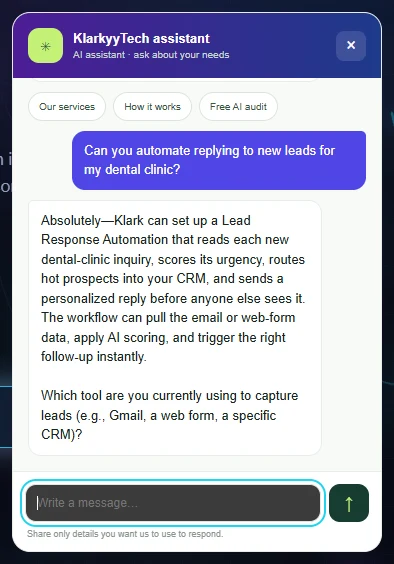 KlarkyyTech assistant
AI assistant · ask about your needs
×
Our services
How it works
Free AI audit
Can you automate replying to new leads for
my dental clinic?
Absolutely—Klark can set up a Lead
Response Automation that reads each new
dental-clinic inquiry, scores its urgency, routes
hot prospects into your CRM, and sends a
personalized reply before anyone else sees it.
The workflow can pull the email or web-form
data, apply AI scoring, and trigger the right
follow-up instantly.
Which tool are you currently using to capture
leads (e.g., Gmail, a web form, a specific
CRM)?
Write a message...
↑
Share only details you want us to use to respond.